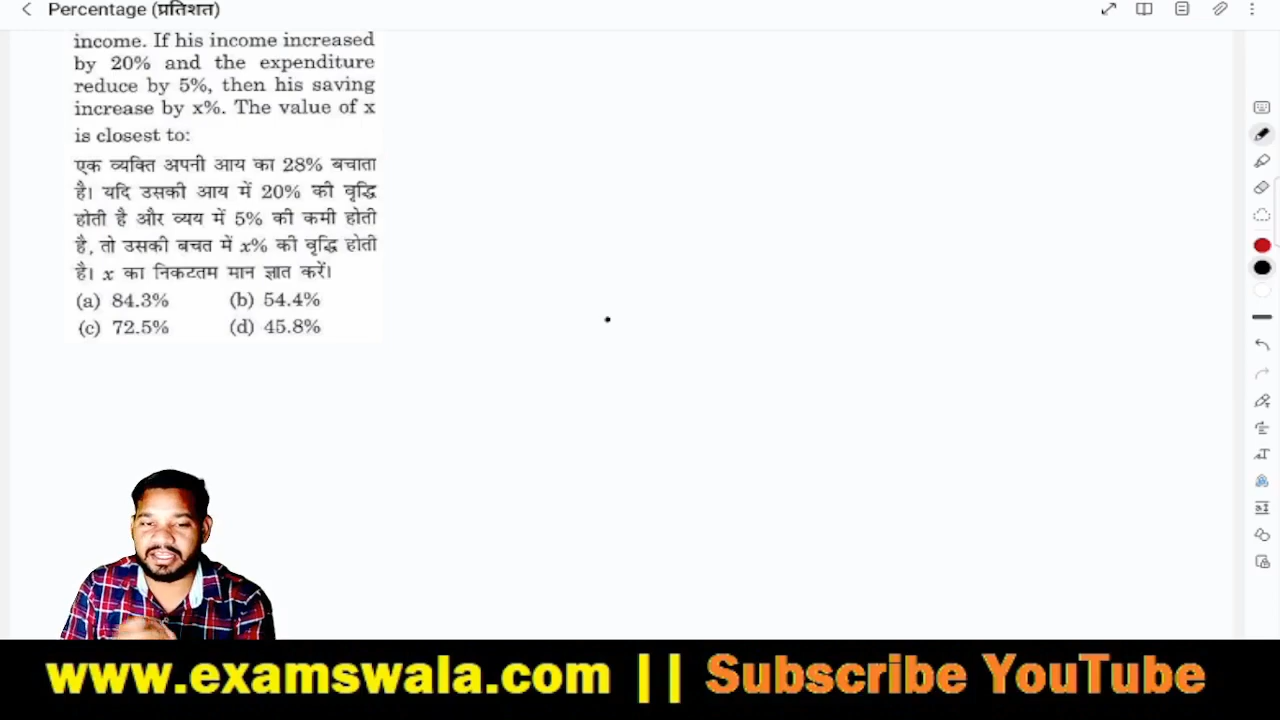 Percentage (प्रतिशत)
income. If his income increased
by 20% and the expenditure
reduce by 5%, then his saving
increase by x%. The value of x
is closest to:
एक व्यक्ति अपनी आय का 28% बचाता
है। यदि उसकी आय में 20% की वृद्धि
होती है और व्यय में 5% की कमी होती
है, तो उसकी बचत में x% की वृद्धि होती
है। x का निकटतम मान ज्ञात करें।
(a) 84.3% (b) 54.4%
(c) 72.5% (d) 45.8%
www.examswala.com || Subscribe YouTube